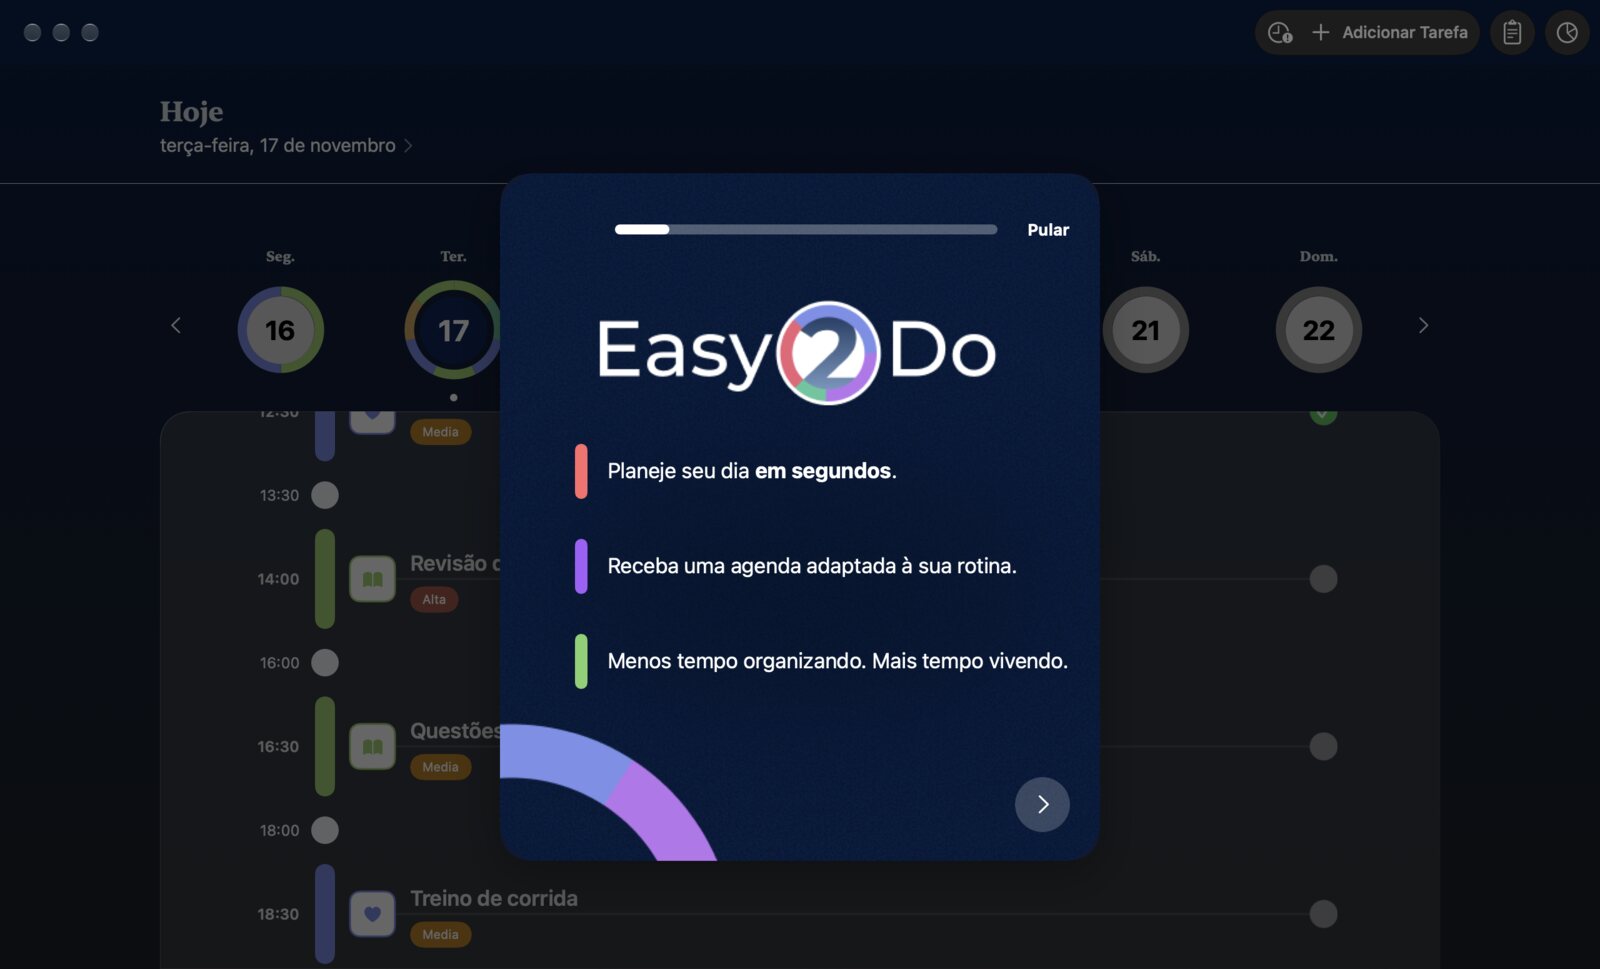 Adicionar Tarefa
Hoje
terça-feira, 17 de novembro
Pular
Seg.
Ter.
Sáb.
Dom.
16
17
21
22
Easy2Do
12:30
Media
Planeje seu dia em segundos.
13:30
Receba uma agenda adaptada à sua rotina.
14:00
Revisão
Alta
Menos tempo organizando. Mais tempo vivendo.
16:00
16:30
Questões
Media
18:00
18:30
Treino de corrida
Media